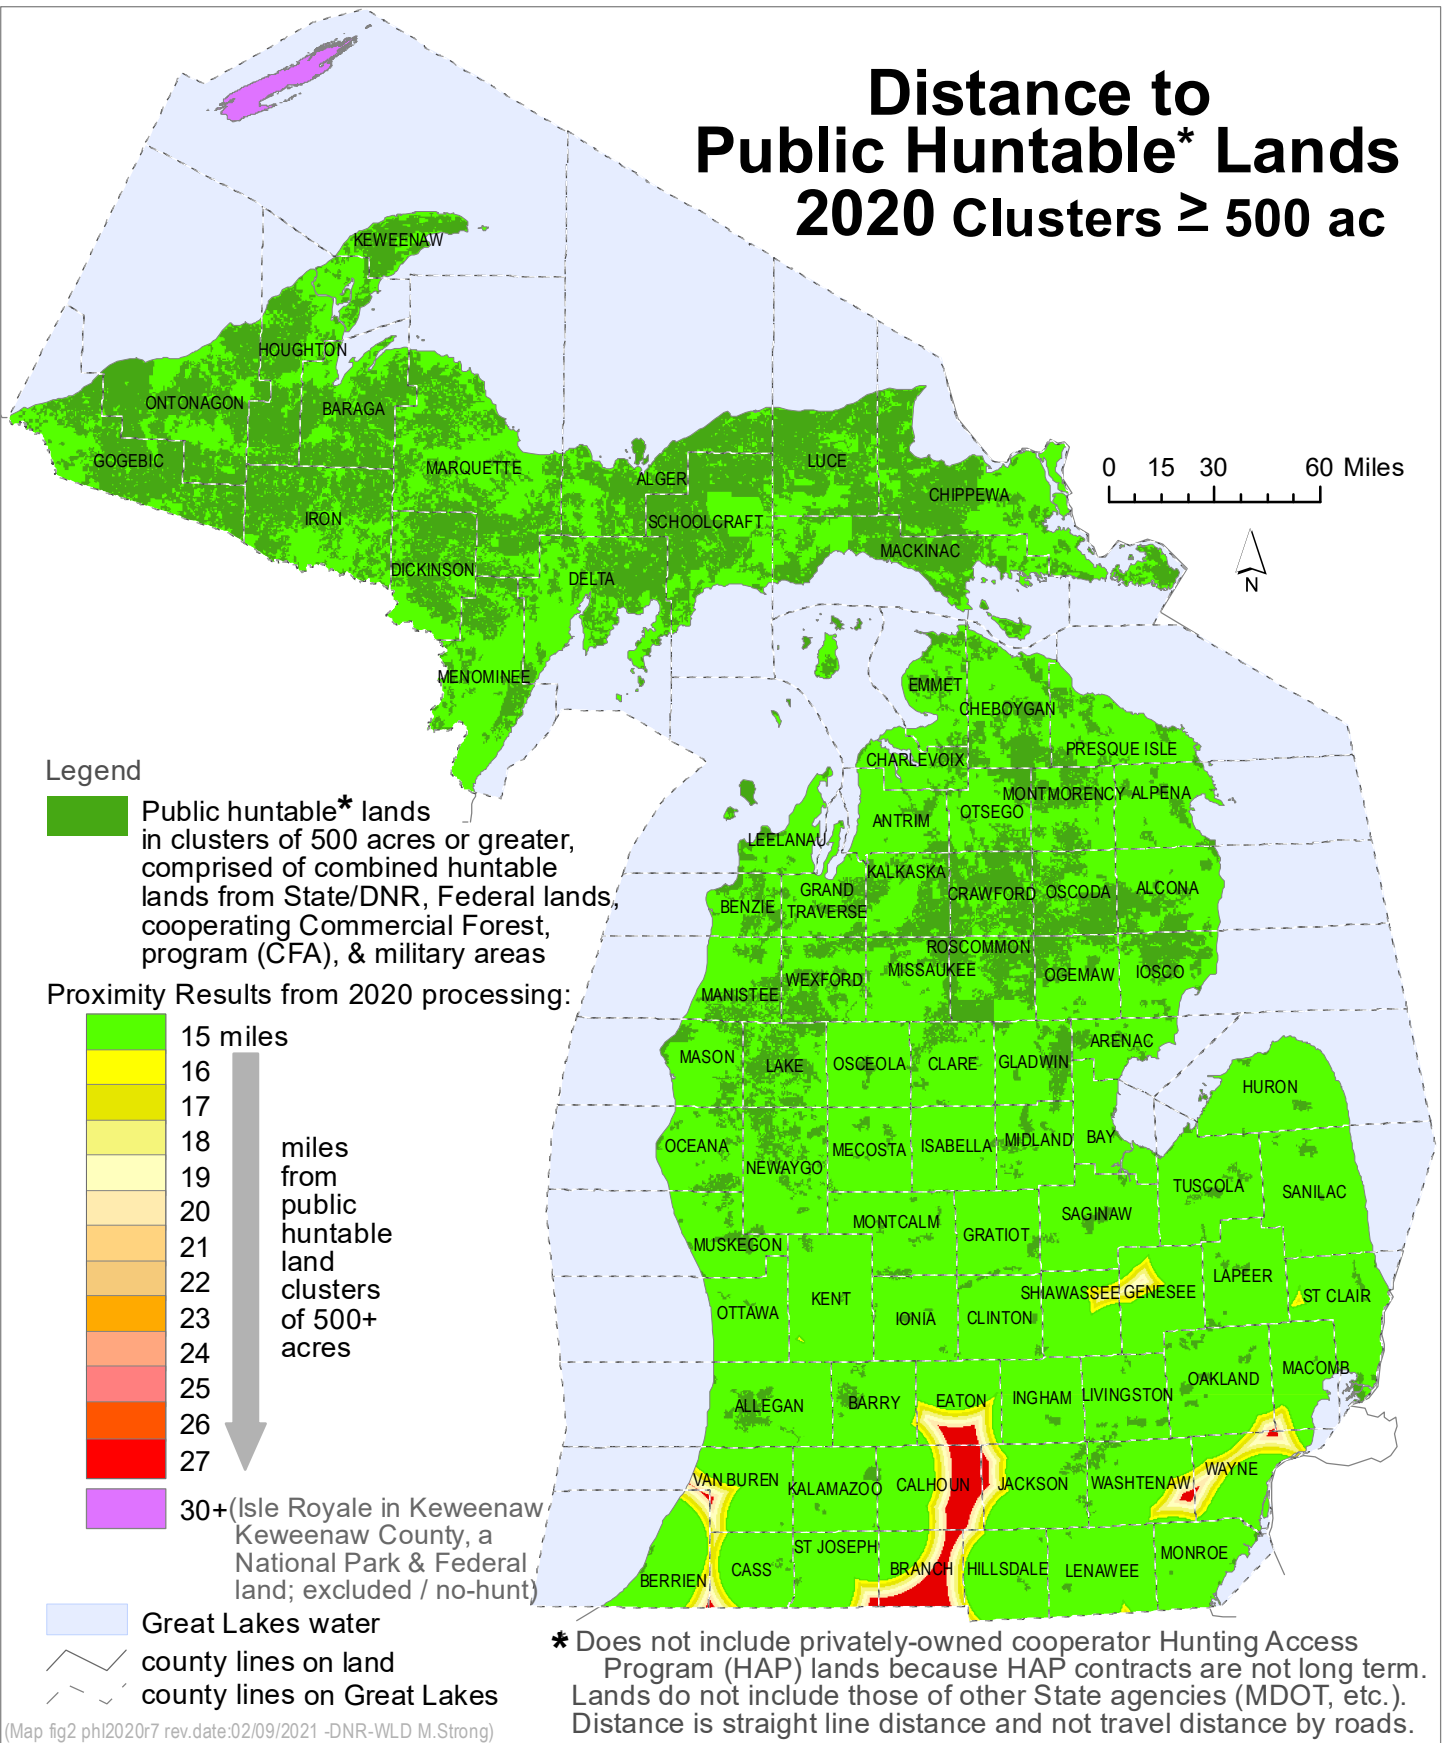 Distance to
Public Huntable* Lands
2020 Clusters ≥ 500 ac
KEWEENAW
HOUGHTON
ONTONAGON
BARAGA
GOGEBIC
MARQUETTE
ALGER
LUCE
CHIPPEWA
SCHOOLCRAFT
IRON
MACKINAC
DICKINSON
DELTA
MENOMINEE
0 15 30 60 Miles
N
EMMET
CHEBOYGAN
PRESQUE ISLE
CHARLEVOIX
MONTMORENCY
ALPENA
OTSEGO
ANTRIM
LEELANAU
KALKASKA
GRAND
TRAVERSE
CRAWFORD
OSCODA
ALCONA
BENZIE
ROSCOMMON
MISSAUKEE
WEXFORD
OGEMAW
IOSCO
MANISTEE
ARENAC
MASON
LAKE
OSCEOLA
CLARE
GLADWIN
HURON
OCEANA
NEWAYGO
MECOSTA
ISABELLA
MIDLAND
BAY
TUSCOLA
SANILAC
MONTCALM
GRATIOT
SAGINAW
MUSKEGON
LAPEER
SHIAWASSEE
GENESEE
ST CLAIR
OTTAWA
KENT
IONIA
CLINTON
MACOMB
OAKLAND
ALLEGAN
BARRY
EATON
INGHAM
LIVINGSTON
VAN BUREN
KALAMAZOO
CALHOUN
JACKSON
WASHTENAW
WAYNE
ST JOSEPH
BERRIEN
CASS
BRANCH
HILLSDALE
LENAWEE
MONROE
Legend
Public huntable* lands
in clusters of 500 acres or greater,
comprised of combined huntable
lands from State/DNR, Federal lands,
cooperating Commercial Forest,
program (CFA), & military areas
Proximity Results from 2020 processing:
15 miles
16
17
18
19
20
21
22
23
24
25
26
27
miles
from
public
huntable
land
clusters
of 500+
acres
30+(Isle Royale in Keweenaw
Keweenaw County, a
National Park & Federal
land; excluded / no-hunt)
Great Lakes water
county lines on land
county lines on Great Lakes
* Does not include privately-owned cooperator Hunting Access
Program (HAP) lands because HAP contracts are not long term.
Lands do not include those of other State agencies (MDOT, etc.).
Distance is straight line distance and not travel distance by roads.
(Map fig2 phl2020r7 rev.date:02/09/2021 -DNR-WLD M.Strong)